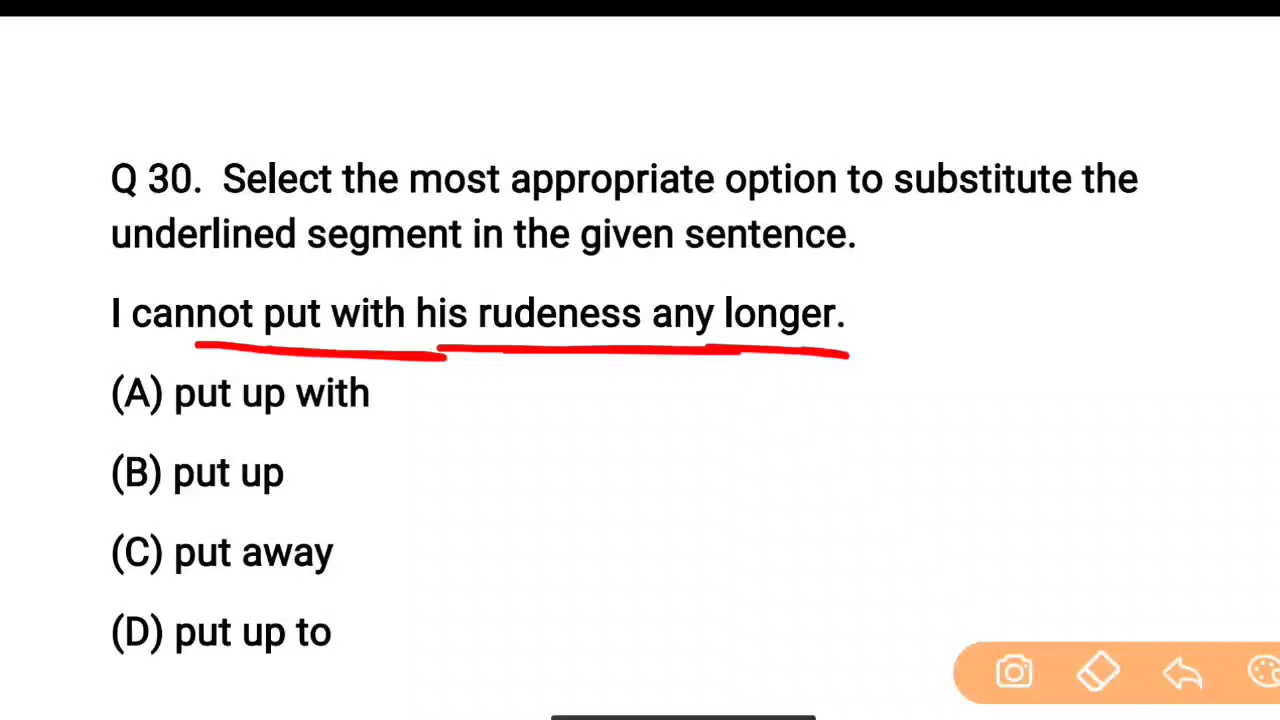 Q 30. Select the most appropriate option to substitute the
underlined segment in the given sentence.
I cannot put with his rudeness any longer.
(A) put up with
(B) put up
(C) put away
(D) put up to